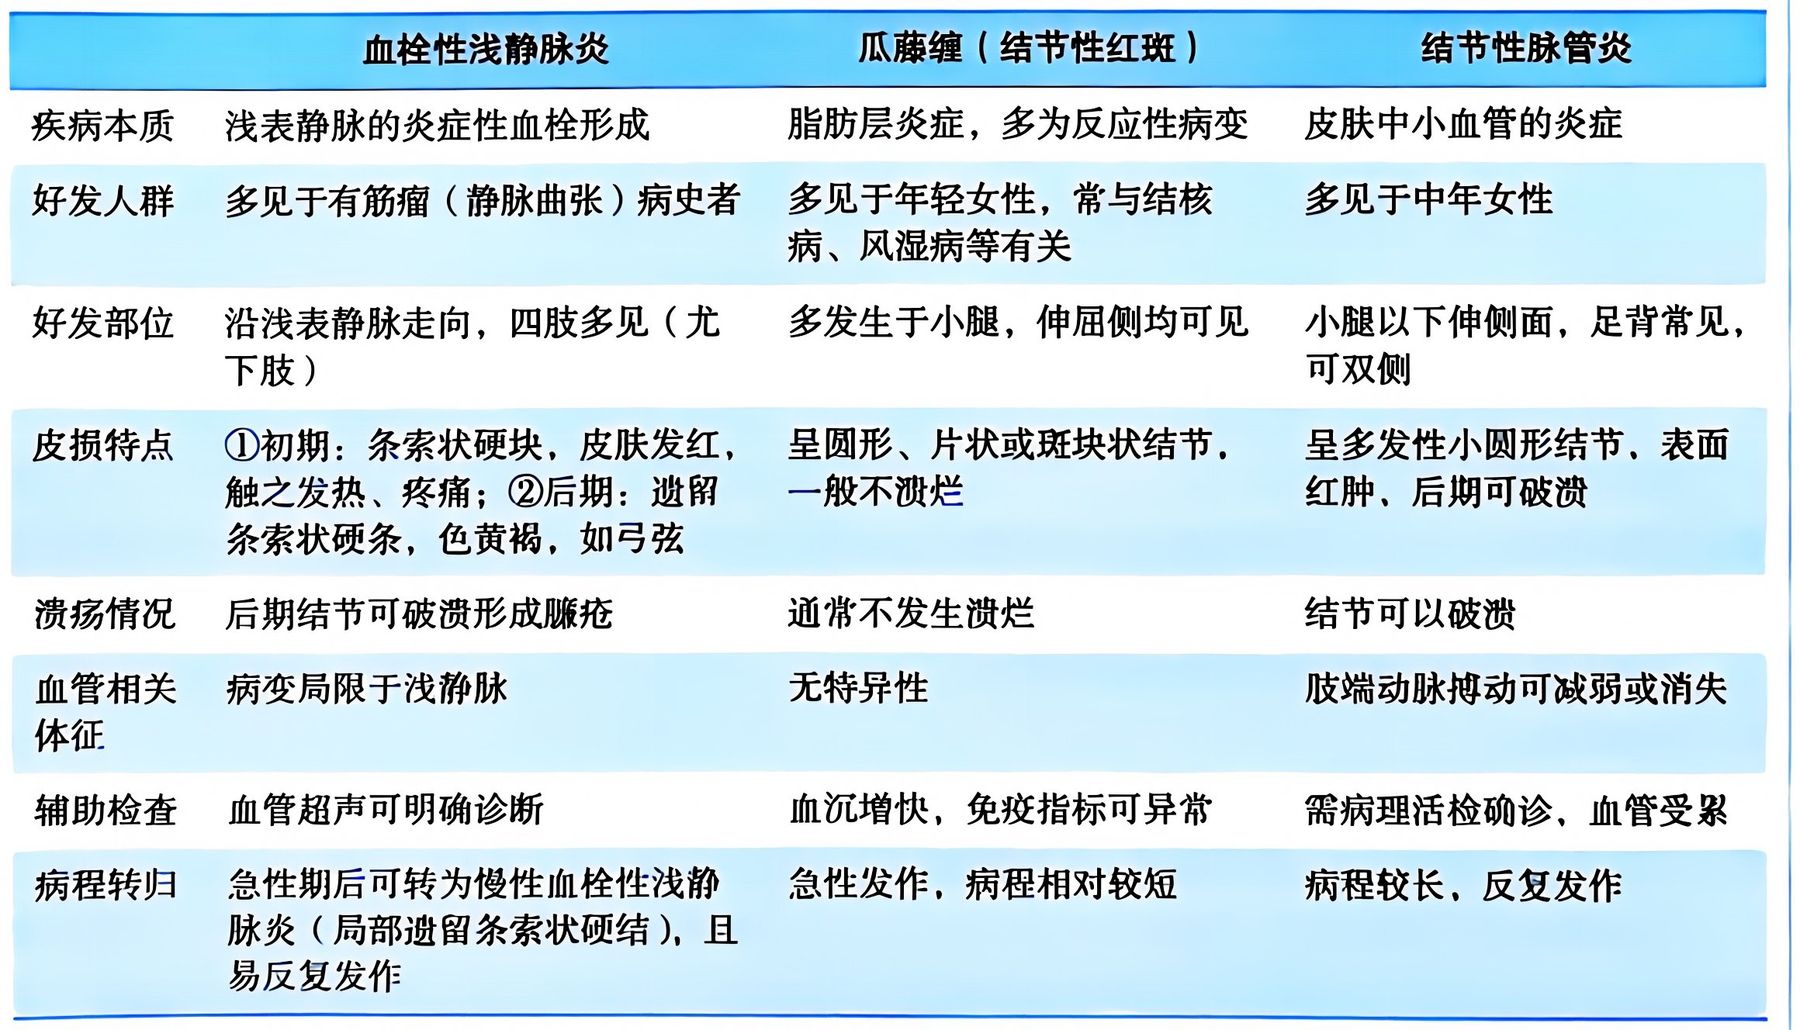 血栓性浅静脉炎 瓜藤缠(结节性红斑) 结节性脉管炎
疾病本质 浅表静脉的炎症性血栓形成 脂肪层炎症，多为反应性病变 皮肤中小血管的炎症
好发人群 多见于有筋瘤(静脉曲张)病史者 多见于年轻女性，常与结核病、风湿病等有关 多见于中年女性
好发部位 沿浅表静脉走向，四肢多见(尤下肢) 多发生于小腿，伸屈侧均可见 小腿以下伸侧面，足背常见，可双侧
皮损特点 ①初期：条索状硬块，皮肤发红，触之发热、疼痛；②后期：遗留条索状硬条，色黄褐，如弓弦 呈圆形、片状或斑块状结节，一般不溃烂 呈多发性小圆形结节，表面红肿，后期可破溃
溃疡情况 后期结节可破溃形成臁疮 通常不发生溃烂 结节可以破溃
血管相关体征 病变局限于浅静脉 无特异性 肢端动脉搏动可减弱或消失
辅助检查 血管超声可明确诊断 血沉增快，免疫指标可异常 需病理活检确诊，血管受累
病程转归 急性期后可转为慢性血栓性浅静脉炎(局部遗留条索状硬结)，且易反复发作 急性发作，病程相对较短 病程较长，反复发作